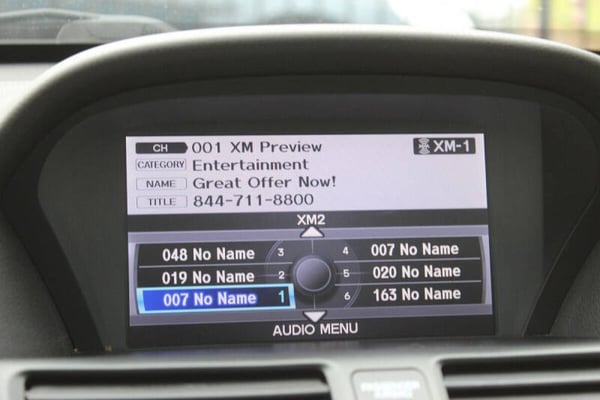 CH 001 XM Preview XM-1
CATEGORY Entertainment
NAME Great Offer Now!
TITLE 844-711-8800
XM2
048 No Name 3 4 007 No Name
019 No Name 2 5 020 No Name
007 No Name 1 6 163 No Name
AUDIO MENU
PASSENGER AIRBAG